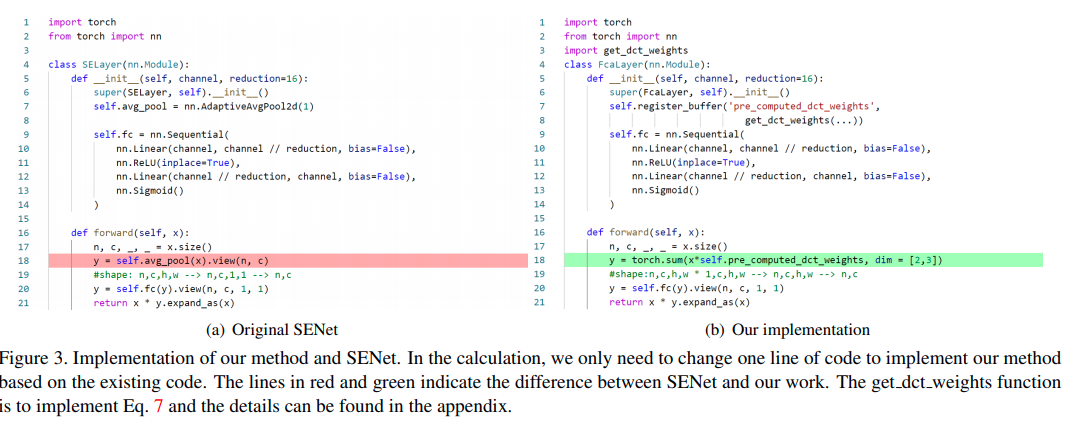 1 import torch
2 from torch import nn
3
4 class SELayer(nn.Module):
5 def __init__(self, channel, reduction=16):
6 super(SELayer, self).__init__()
7 self.avg_pool = nn.AdaptiveAvgPool2d(1)
8
9 self.fc = nn.Sequential(
10 nn.Linear(channel, channel // reduction, bias=False),
11 nn.ReLU(inplace=True),
12 nn.Linear(channel // reduction, channel, bias=False),
13 nn.Sigmoid()
14 )
15
16 def forward(self, x):
17 n, c, _, _ = x.size()
18 y = self.avg_pool(x).view(n, c)
19 #shape: n,c,h,w --> n,c,1,1 --> n,c
20 y = self.fc(y).view(n, c, 1, 1)
21 return x * y.expand_as(x)
(a) Original SENet
1 import torch
2 from torch import nn
3 import get_dct_weights
4 class FcaLayer(nn.Module):
5 def __init__(self, channel, reduction=16):
6 super(FcaLayer, self).__init__()
7 self.register_buffer('pre_computed_dct_weights',
8 get_dct_weights(...))
9 self.fc = nn.Sequential(
10 nn.Linear(channel, channel // reduction, bias=False),
11 nn.ReLU(inplace=True),
12 nn.Linear(channel // reduction, channel, bias=False),
13 nn.Sigmoid()
14 )
15
16 def forward(self, x):
17 n, c, _, _ = x.size()
18 y = torch.sum(x*self.pre_computed_dct_weights, dim = [2,3])
19 #shape:n,c,h,w * 1,c,h,w --> n,c,h,w --> n,c
20 y = self.fc(y).view(n, c, 1, 1)
21 return x * y.expand_as(x)
(b) Our implementation
Figure 3. Implementation of our method and SENet. In the calculation, we only need to change one line of code to implement our method
based on the existing code. The lines in red and green indicate the difference between SENet and our work. The get_dct_weights function
is to implement Eq. 7 and the details can be found in the appendix.